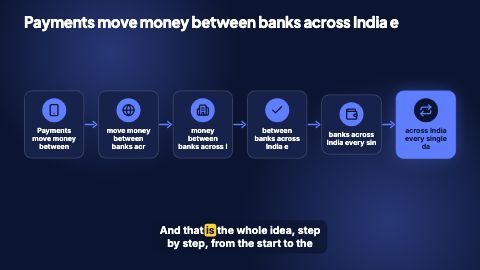 Payments move money between banks across India e
Payments
move money
between
move money
between
banks acr
money
between
banks across I
between
banks across
India e
banks across
India every sin
across India
every single
da
And that is the whole idea, step
by step, from the start to the